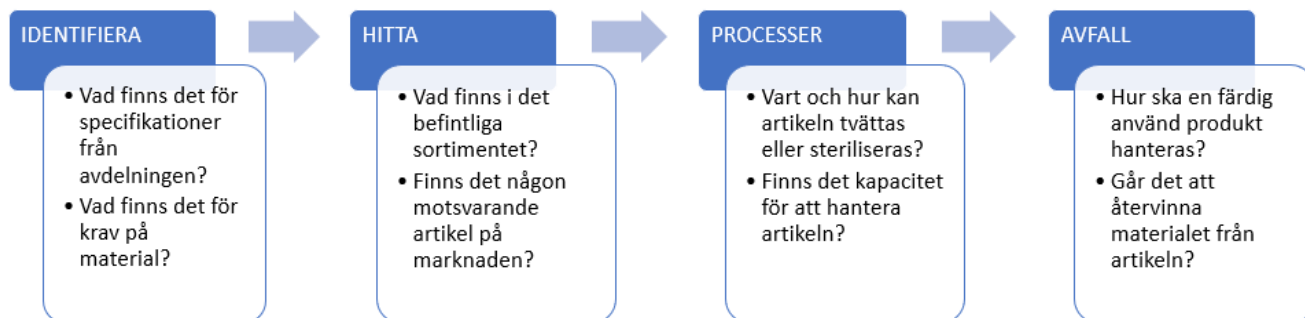 IDENTIFIERA
• Vad finns det för
specifikationer
från
avdelningen?
• Vad finns det för
krav på
material?
HITTA
• Vad finns i det
befintliga
sortimentet?
• Finns det någon
motsvarande
artikel på
marknaden?
PROCESSER
• Vart och hur kan
artikeln tvättas
eller steriliseras?
• Finns det kapacitet
för att hantera
artikeln?
AVFALL
• Hur ska en färdig
använd produkt
hanteras?
• Går det att
återvinna
materialet från
artikeln?